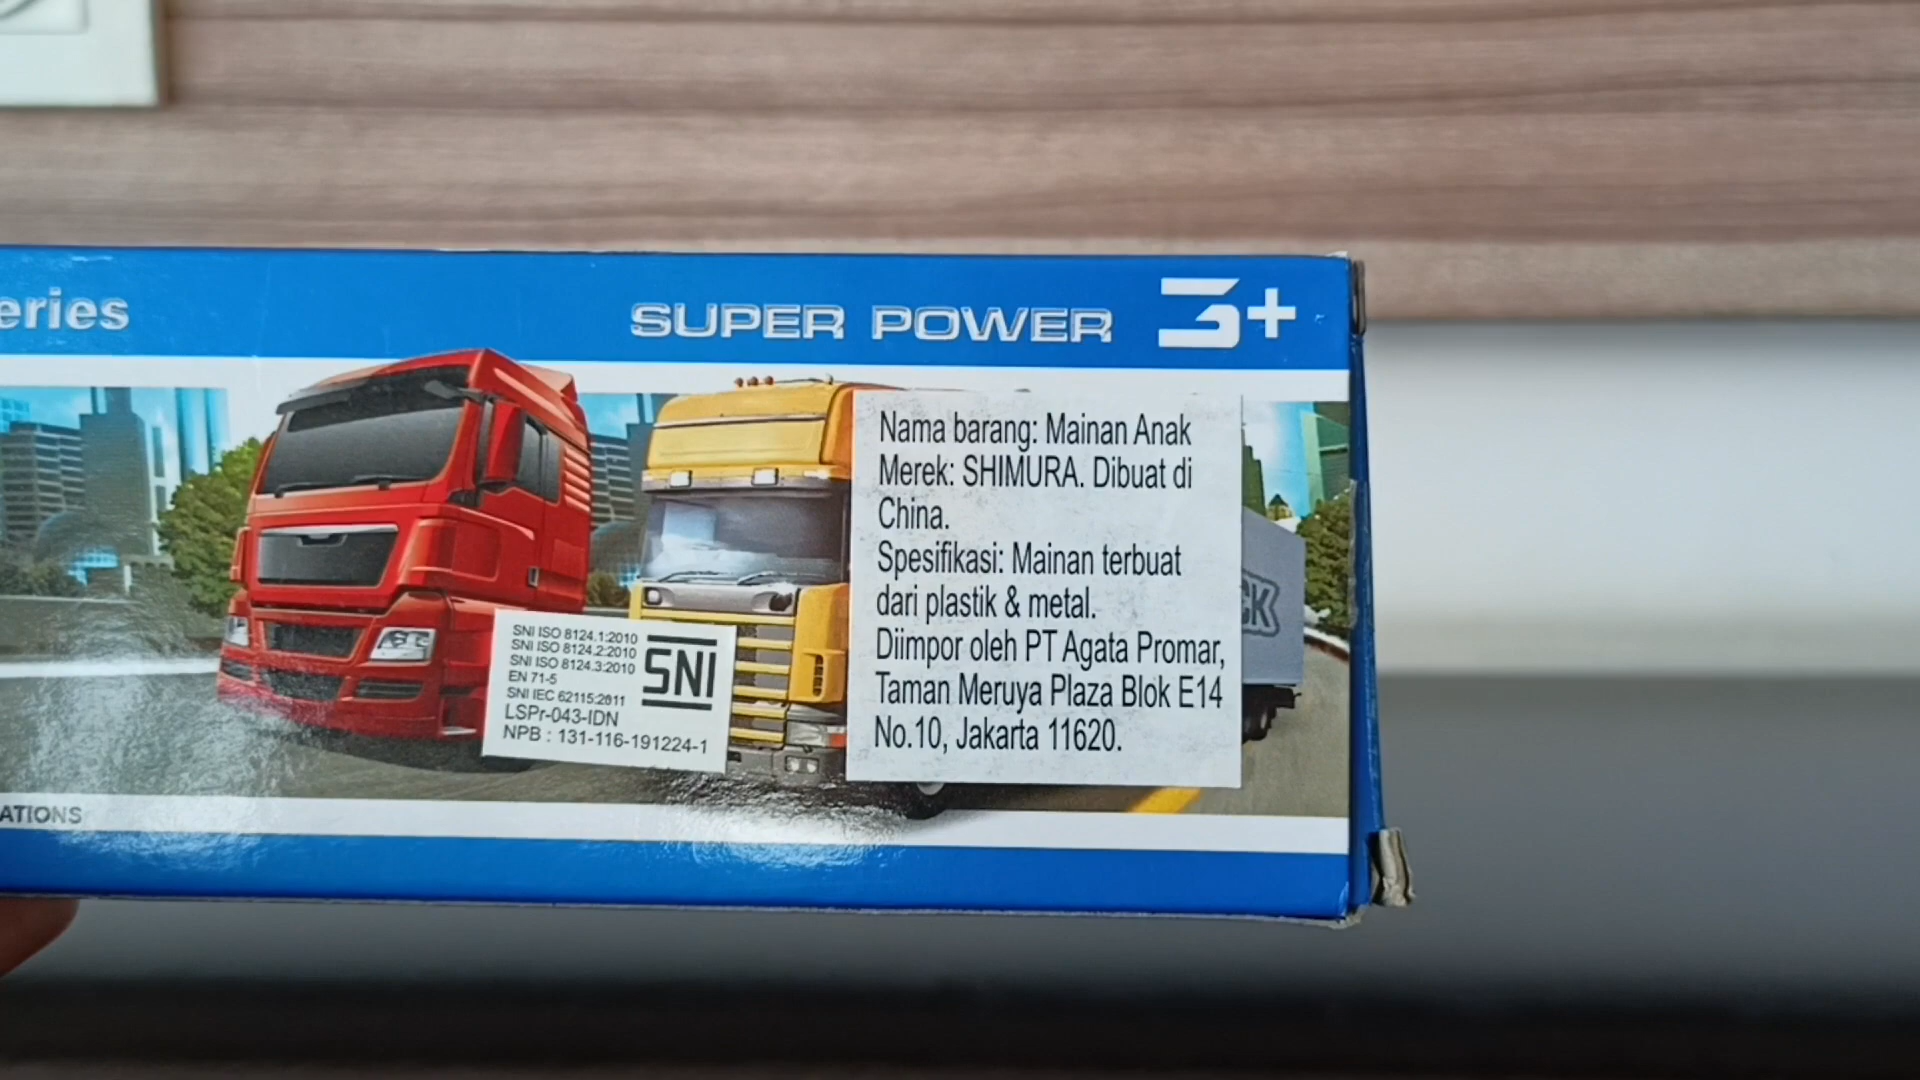 eries
SUPER POWER 3+
Nama barang: Mainan Anak
Merek: SHIMURA. Dibuat di
China.
Spesifikasi: Mainan terbuat
dari plastik & metal.
Diimpor oleh PT Agata Promar,
Taman Meruya Plaza Blok E14
No.10, Jakarta 11620.
SNI ISO 8124.1:2010
SNI ISO 8124.2:2010
SNI ISO 8124.3:2010
EN 71-5
SNI IEC 62115:2011
LSPr-043-IDN
NPB : 131-116-191224-1
SNI
CK
ATIONS